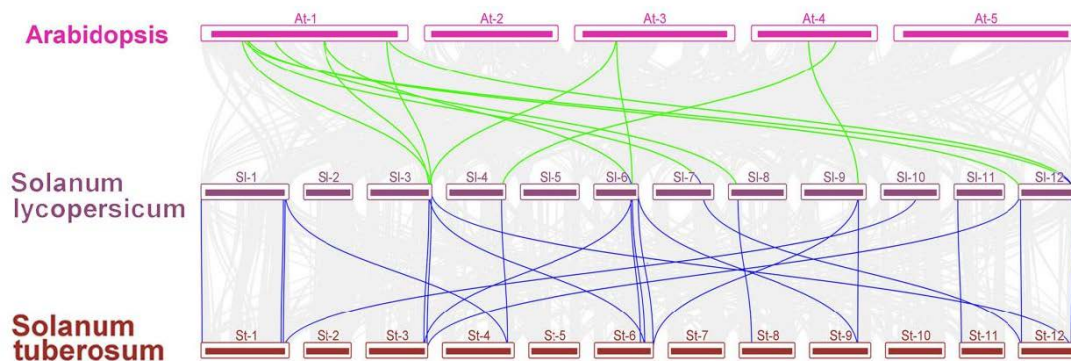 At-1 At-2 At-3 At-4 At-5
Arabidopsis
Sl-1 Sl-2 Sl-3 Sl-4 Sl-5 Sl-6 Sl-7 Sl-8 Sl-9 Sl-10 Sl-11 Sl-12
Solanum
lycopersicum
Solanum
St-1 St-2 St-3 St-4 St-5 St-6 St-7 St-8 St-9 St-10 St-11 St-12
tuberosum